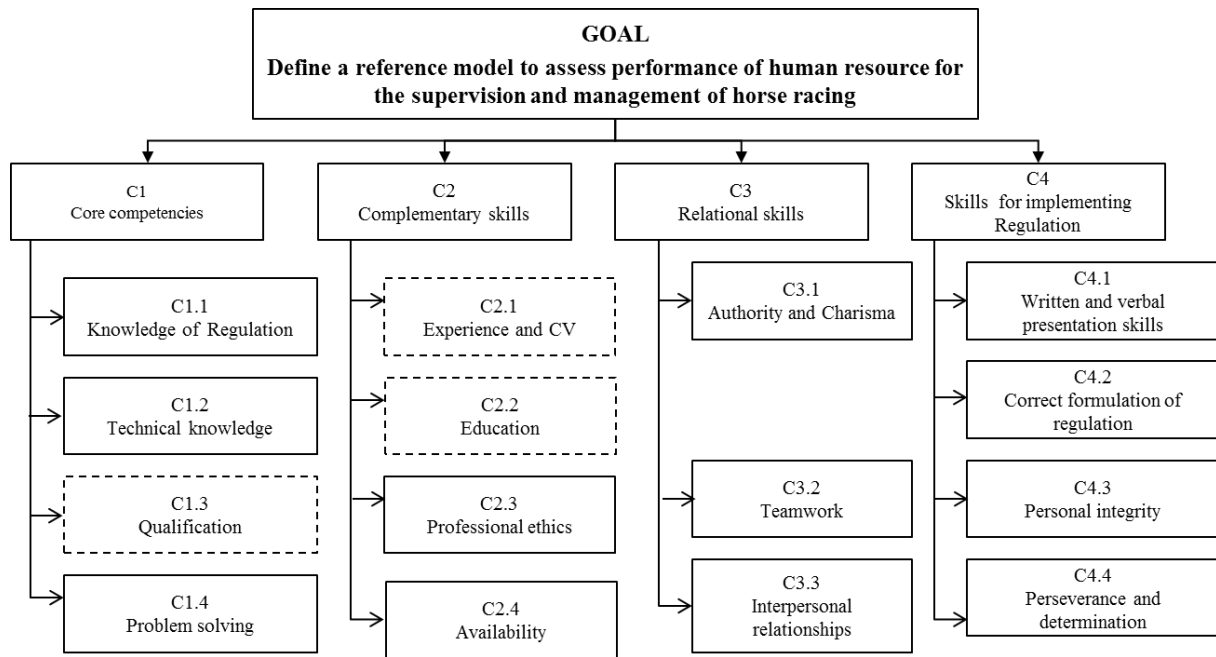 GOAL
Define a reference model to assess performance of human resource for
the supervision and management of horse racing
C1
Core competencies
C1.1
Knowledge of Regulation
C1.2
Technical knowledge
C1.3
Qualification
C1.4
Problem solving
C2
Complementary skills
C2.1
Experience and CV
C2.2
Education
C2.3
Professional ethics
C2.4
Availability
C3
Relational skills
C3.1
Authority and Charisma
C3.2
Teamwork
C3.3
Interpersonal
relationships
C4
Skills for implementing
Regulation
C4.1
Written and verbal
presentation skills
C4.2
Correct formulation of
regulation
C4.3
Personal integrity
C4.4
Perseverance and
determination